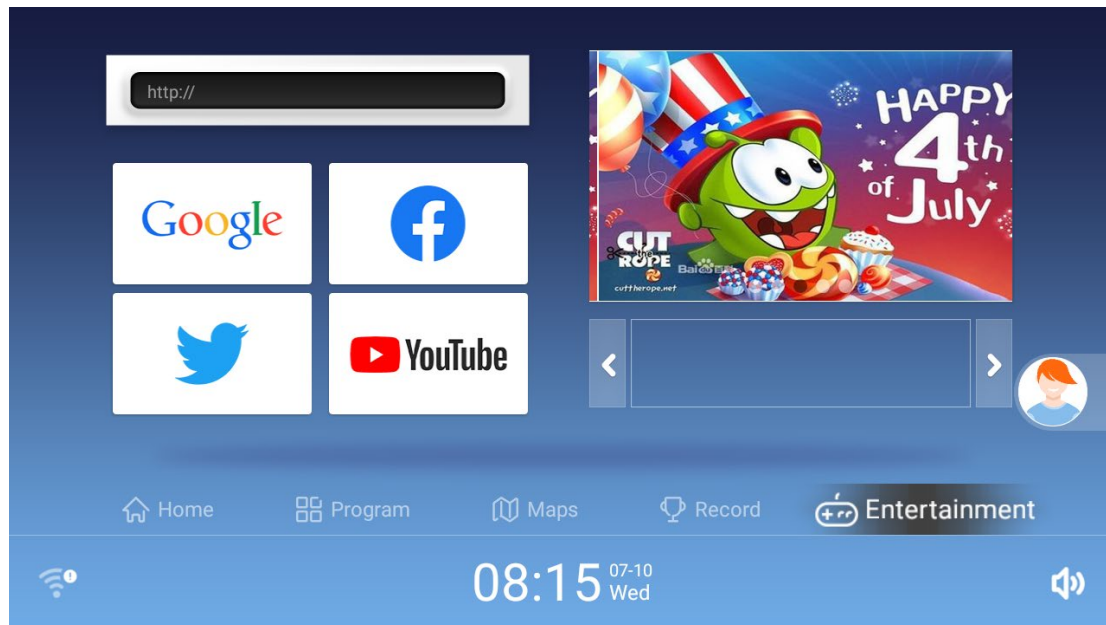 http://
Google
YouTube
HAPPY
4th
of
July
CUT
the
ROPE
cuttherope.net
Home
Program
Maps
Record
Entertainment
08:15
07-10
Wed